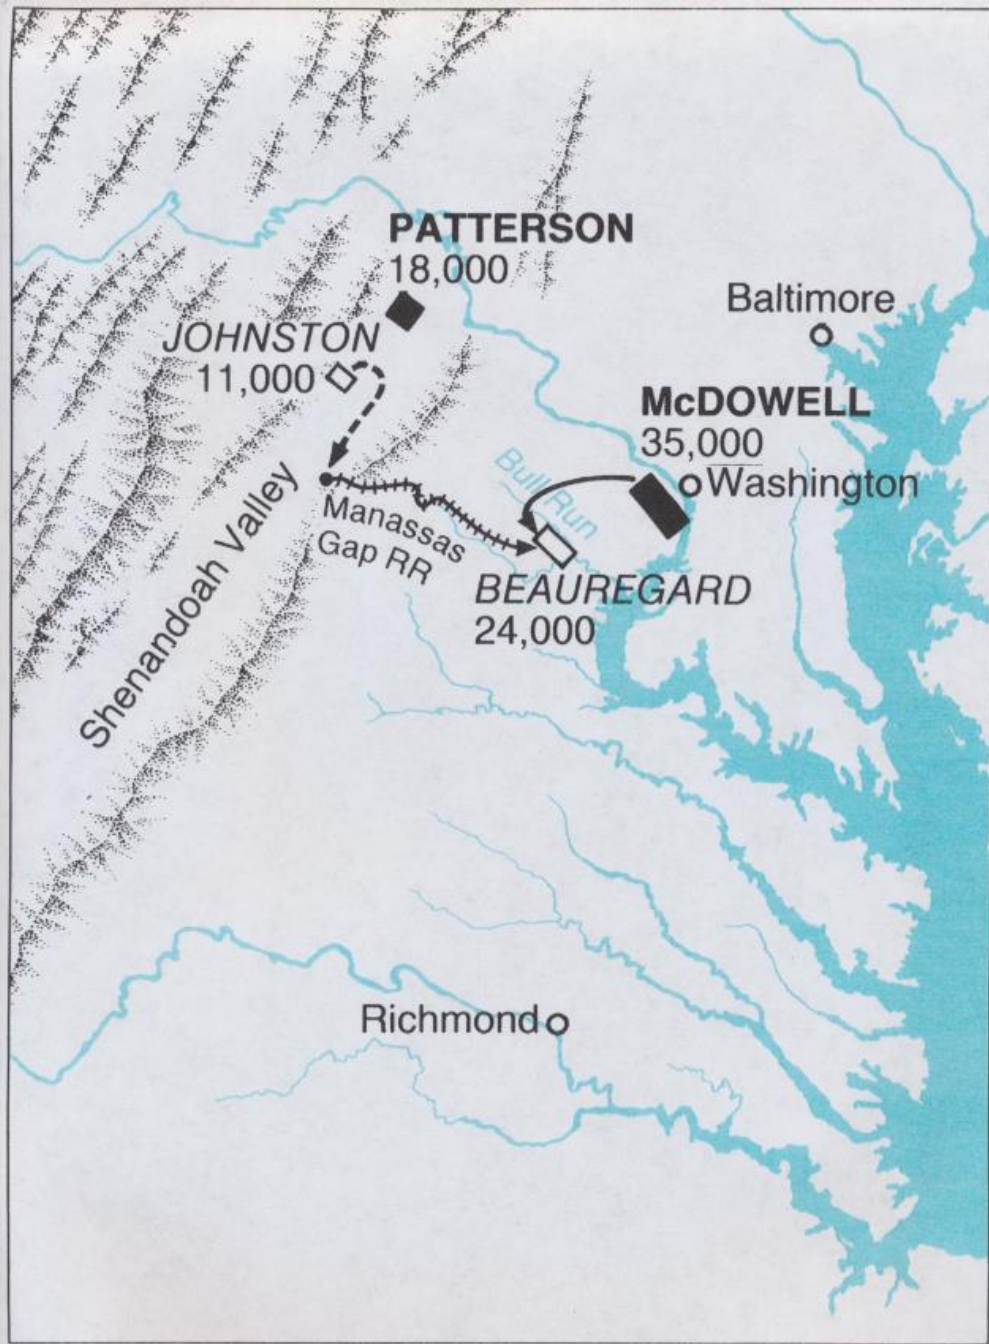 PATTERSON
18,000
Baltimore
JOHNSTON
11,000
McDOWELL
35,000
Washington
Bull Run
Shenandoah Valley
Manassas
Gap RR
BEAUREGARD
24,000
Richmond